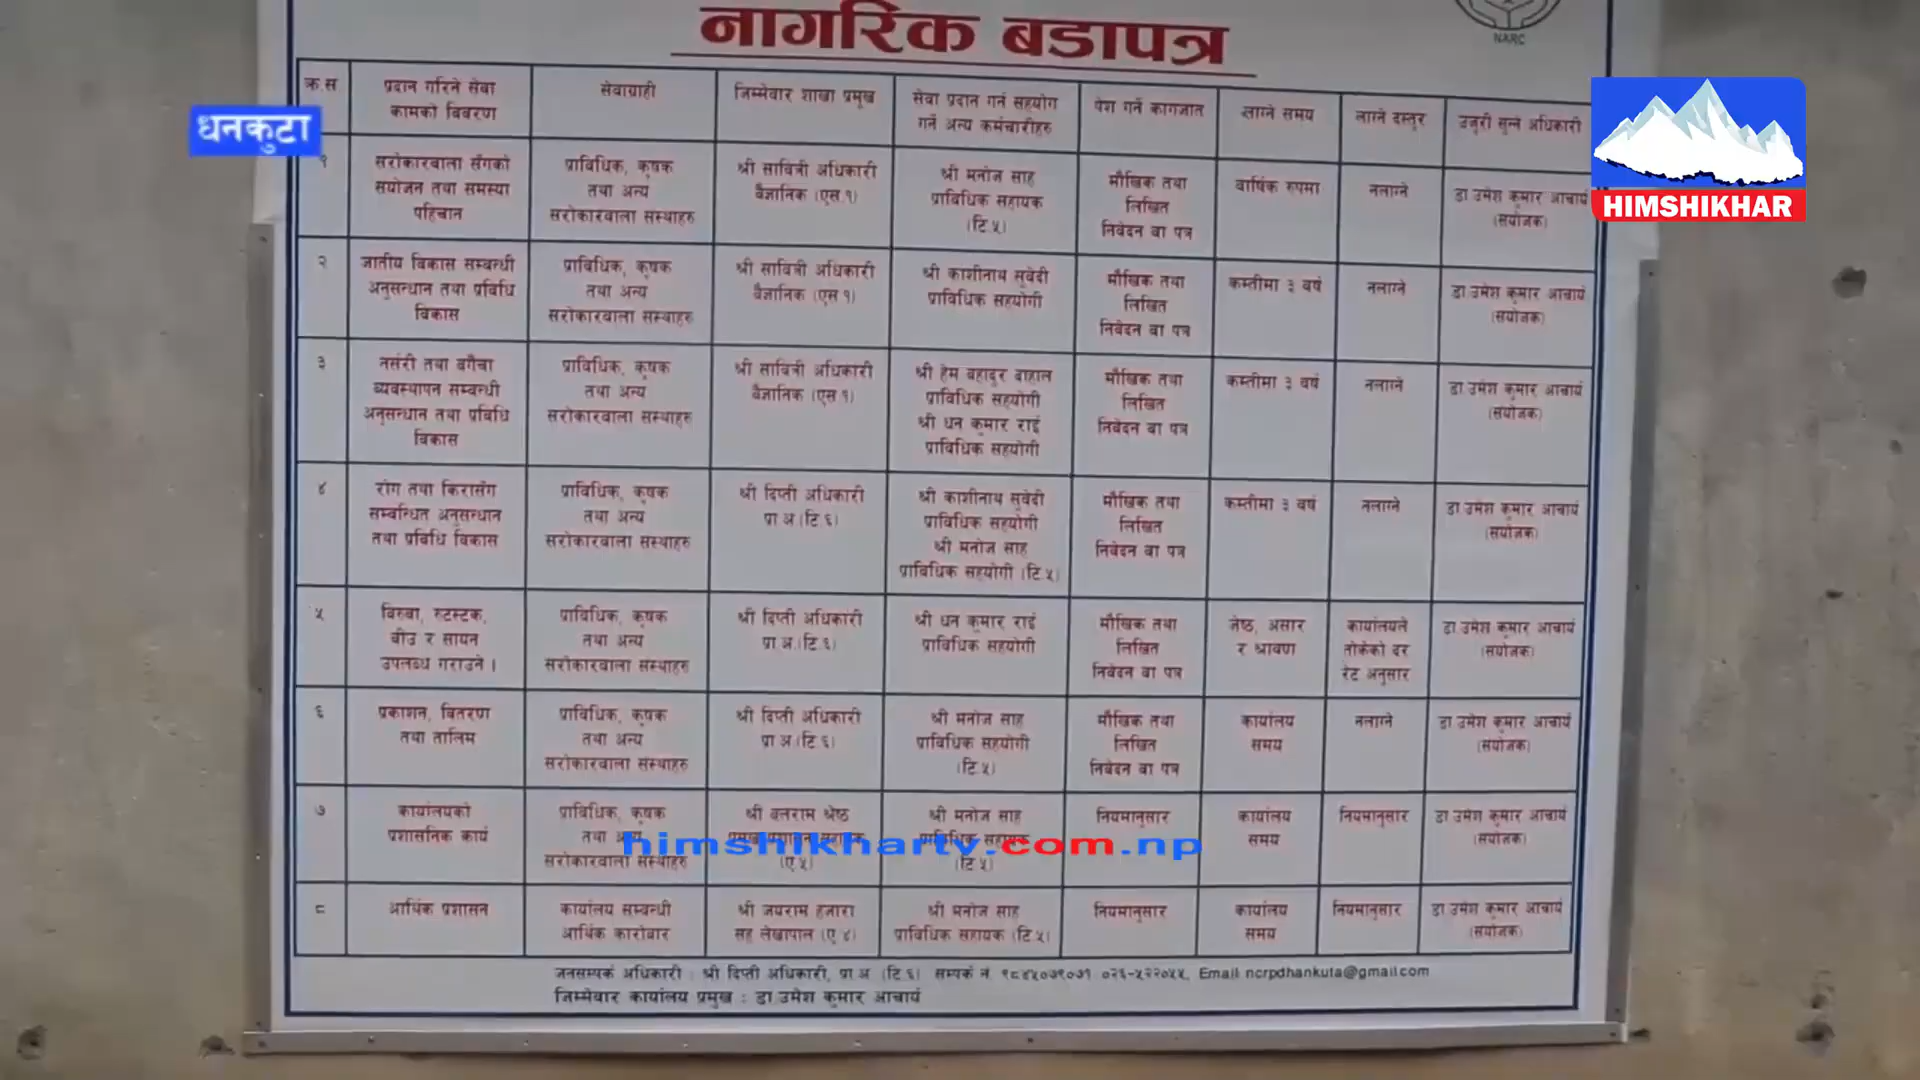 नागरिक बडापत्र
NARC
धनकुटा
HIMSHIKHAR
क्र.स
प्रदान गरिने सेवा
कामको विवरण
सेवाग्राही
जिम्मेवार शाखा प्रमुख
सेवा प्रदान गर्न सहयोग
गर्ने अन्य कर्मचारीहरु
पेश गर्ने कागजात
लाग्ने समय
लाग्ने दस्तुर
उजुरी सुन्ने अधिकारी
१
सरोकारवाला सँगको
संयोजन तथा समस्या
पहिचान
प्राविधिक, कृषक
तथा अन्य
सरोकारवाला संस्थाहरु
श्री सावित्री अधिकारी
वैज्ञानिक (एस.१)
श्री मनोज साह
प्राविधिक सहायक
(टि.५)
मौखिक तथा
लिखित
निवेदन वा पत्र
वार्षिक रुपमा
नलाग्ने
डा.उमेश कुमार आचार्य
(संयोजक)
२
जातीय विकास सम्बन्धी
अनुसन्धान तथा प्रविधि
विकास
प्राविधिक, कृषक
तथा अन्य
सरोकारवाला संस्थाहरु
श्री सावित्री अधिकारी
वैज्ञानिक (एस १)
श्री काशीनाथ सुवेदी
प्राविधिक सहयोगी
मौखिक तथा
लिखित
निवेदन वा पत्र
कम्तीमा ३ वर्ष
नलाग्ने
डा.उमेश कुमार आचार्य
(संयोजक)
३
नर्सरी तथा बगैंचा
व्यवस्थापन सम्बन्धी
अनुसन्धान तथा प्रविधि
विकास
प्राविधिक, कृषक
तथा अन्य
सरोकारवाला संस्थाहरु
श्री सावित्री अधिकारी
वैज्ञानिक (एस १)
श्री हेम बहादुर दाहाल
प्राविधिक सहयोगी
श्री धन कुमार राई
प्राविधिक सहयोगी
मौखिक तथा
लिखित
निवेदन वा पत्र
कम्तीमा ३ वर्ष
नलाग्ने
डा.उमेश कुमार आचार्य
(संयोजक)
४
रोग तथा किरासँग
सम्बन्धित अनुसन्धान
तथा प्रविधि विकास
प्राविधिक, कृषक
तथा अन्य
सरोकारवाला संस्थाहरु
श्री दिप्ती अधिकारी
प्रा.अ.(टि.६)
श्री काशीनाथ सुवेदी
प्राविधिक सहयोगी
श्री मनोज साह
प्राविधिक सहयोगी (टि.५)
मौखिक तथा
लिखित
निवेदन वा पत्र
कम्तीमा ३ वर्ष
नलाग्ने
डा.उमेश कुमार आचार्य
(संयोजक)
५
बिरुवा, रुटस्टक,
बीउ र सायन
उपलब्ध गराउने ।
प्राविधिक, कृषक
तथा अन्य
सरोकारवाला संस्थाहरु
श्री दिप्ती अधिकारी
प्रा.अ.(टि.६)
श्री धन कुमार राई
प्राविधिक सहयोगी
मौखिक तथा
लिखित
निवेदन वा पत्र
जेष्ठ, असार
र श्रावण
कार्यालयले
तोकेको दर
रेट अनुसार
डा.उमेश कुमार आचार्य
(संयोजक)
६
प्रकाशन, वितरण
तथा तालिम
प्राविधिक, कृषक
तथा अन्य
सरोकारवाला संस्थाहरु
श्री दिप्ती अधिकारी
प्रा.अ.(टि.६)
श्री मनोज साह
प्राविधिक सहयोगी
(टि.५)
मौखिक तथा
लिखित
निवेदन वा पत्र
कार्यालय
समय
नलाग्ने
डा.उमेश कुमार आचार्य
(संयोजक)
७
कार्यालयको
प्रशासनिक कार्य
प्राविधिक, कृषक
तथा अन्य
सरोकारवाला संस्थाहरु
श्री बलराम श्रेष्ठ
(ए.५)
श्री मनोज साह
प्राविधिक सहायक
(टि.५)
नियमानुसार
कार्यालय
समय
नियमानुसार
डा.उमेश कुमार आचार्य
(संयोजक)
himshikhartv.com.np
८
आर्थिक प्रशासन
कार्यालय सम्बन्धी
आर्थिक कारोबार
श्री जयराम हजारा
सह लेखापाल (ए.४)
श्री मनोज साह
प्राविधिक सहायक (टि.५)
नियमानुसार
कार्यालय
समय
नियमानुसार
डा.उमेश कुमार आचार्य
(संयोजक)
जनसम्पर्क अधिकारी : श्री दिप्ती अधिकारी, प्रा.अ. (टि.६) सम्पर्क नं. ९८४५०७९०७१, ०२६-५२२०५५, Email: ncrpdhankuta@gmail.com
जिम्मेवार कार्यालय प्रमुख : डा.उमेश कुमार आचार्य